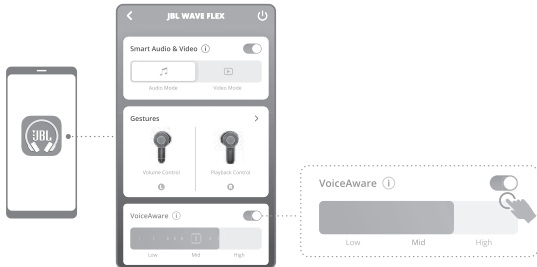 JBL
JBL WAVE FLEX
Smart Audio & Video i
Audio Mode
Video Mode
Gestures
Volume Control
Playback Control
L
R
VoiceAware i
Low Mid High
VoiceAware i
Low Mid High